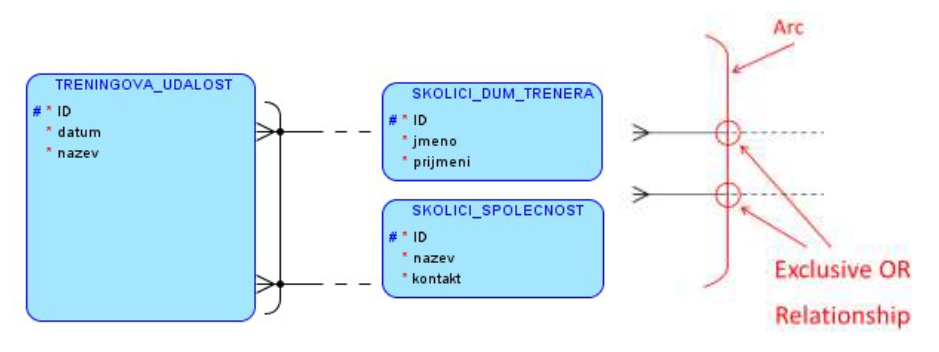 TRENINGOVA_UDALOST
# * ID
* datum
* nazev
SKOLICI_DUM_TRENERA
# * ID
* jmeno
* prijmeni
SKOLICI_SPOLECNOST
# * ID
* nazev
* kontakt
Arc
Exclusive OR
Relationship